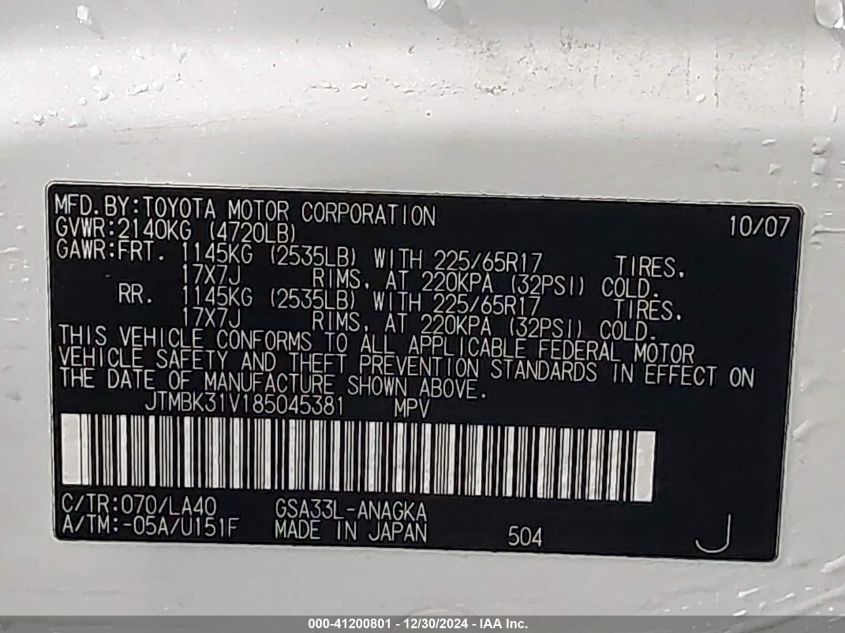 MFD.BY:TOYOTA MOTOR CORPORATION 10/07
GVWR:2140KG (4720LB)
GAWR:FRT. 1145KG (2535LB) WITH 225/65R17 TIRES,
17X7J RIMS, AT 220KPA (32PSI) COLD.
RR. 1145KG (2535LB) WITH 225/65R17 TIRES,
17X7J RIMS, AT 220KPA (32PSI) COLD.
THIS VEHICLE CONFORMS TO ALL APPLICABLE FEDERAL MOTOR
VEHICLE SAFETY AND THEFT PREVENTION STANDARDS IN EFFECT ON
THE DATE OF MANUFACTURE SHOWN ABOVE.
JTMBK31V185045381 MPV
C/TR:070/LA40 GSA33L-ANAGKA
A/TM:-05A/U151F MADE IN JAPAN 504 J
000-41200801 - 12/30/2024 - IAA Inc.